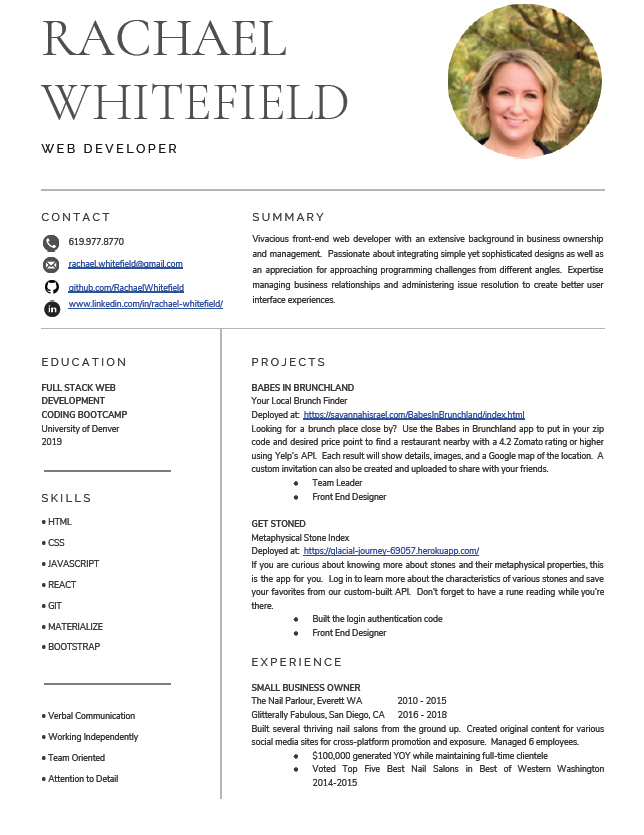 RACHAEL
WHITEFIELD
WEB DEVELOPER
CONTACT
619.977.8770
rachael.whitefield@gmail.com
github.com/RachaelWhitefield
www.linkedin.com/in/rachael-whitefield/
SUMMARY
Vivacious front-end web developer with an extensive background in business ownership
and management. Passionate about integrating simple yet sophisticated designs as well as
an appreciation for approaching programming challenges from different angles. Expertise
managing business relationships and administering issue resolution to create better user
interface experiences.
EDUCATION
FULL STACK WEB
DEVELOPMENT
CODING BOOTCAMP
University of Denver
2019
SKILLS
• HTML
• CSS
• JAVASCRIPT
• REACT
• GIT
• MATERIALIZE
• BOOTSTRAP
• Verbal Communication
• Working Independently
• Team Oriented
• Attention to Detail
PROJECTS
BABES IN BRUNCHLAND
Your Local Brunch Finder
Deployed at: https://savannahisrael.com/BabesInBrunchland/index.html
Looking for a brunch place close by? Use the Babes in Brunchland app to put in your zip
code and desired price point to find a restaurant nearby with a 4.2 Zomato rating or higher
using Yelp's API. Each result will show details, images, and a Google map of the location. A
custom invitation can also be created and uploaded to share with your friends.
• Team Leader
• Front End Designer
GET STONED
Metaphysical Stone Index
Deployed at: https://glacial-journey-69057.herokuapp.com/
If you are curious about knowing more about stones and their metaphysical properties, this
is the app for you. Log in to learn more about the characteristics of various stones and save
your favorites from our custom-built API. Don't forget to have a rune reading while you're
there.
• Built the login authentication code
• Front End Designer
EXPERIENCE
SMALL BUSINESS OWNER
The Nail Parlour, Everett WA 2010 - 2015
Glitterally Fabulous, San Diego, CA 2016 - 2018
Built several thriving nail salons from the ground up. Created original content for various
social media sites for cross-platform promotion and exposure. Managed 6 employees.
• $100,000 generated YOY while maintaining full-time clientele
• Voted Top Five Best Nail Salons in Best of Western Washington
2014-2015